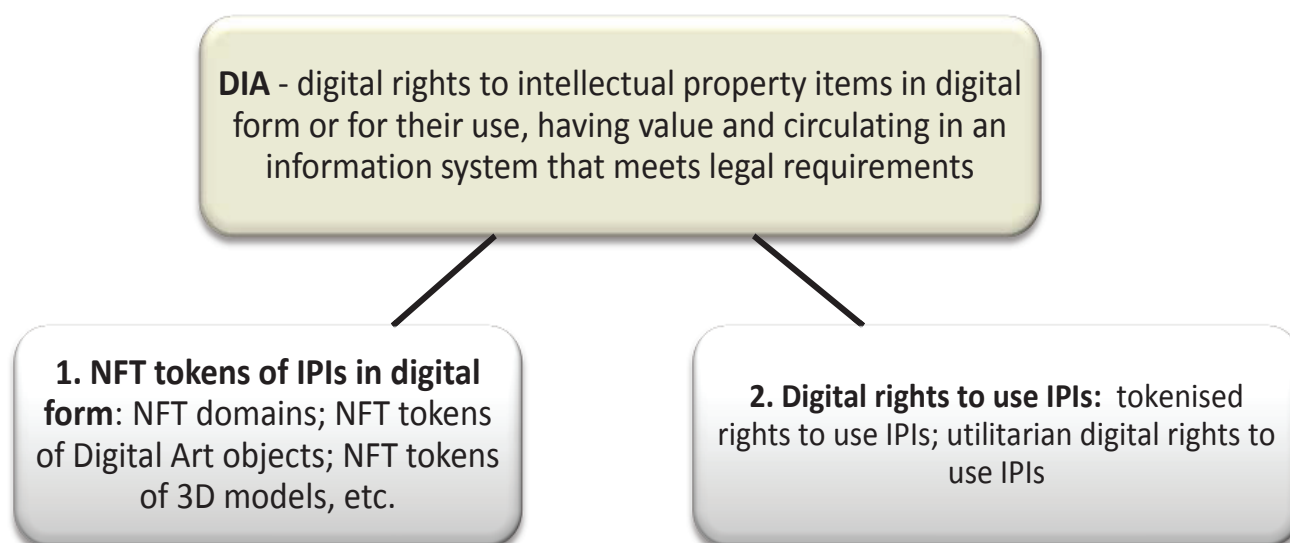 DIA - digital rights to intellectual property items in digital
form or for their use, having value and circulating in an
information system that meets legal requirements
1. NFT tokens of IPIs in digital
form: NFT domains; NFT tokens
of Digital Art objects; NFT tokens
of 3D models, etc.
2. Digital rights to use IPIs: tokenised
rights to use IPIs; utilitarian digital rights to
use IPIs